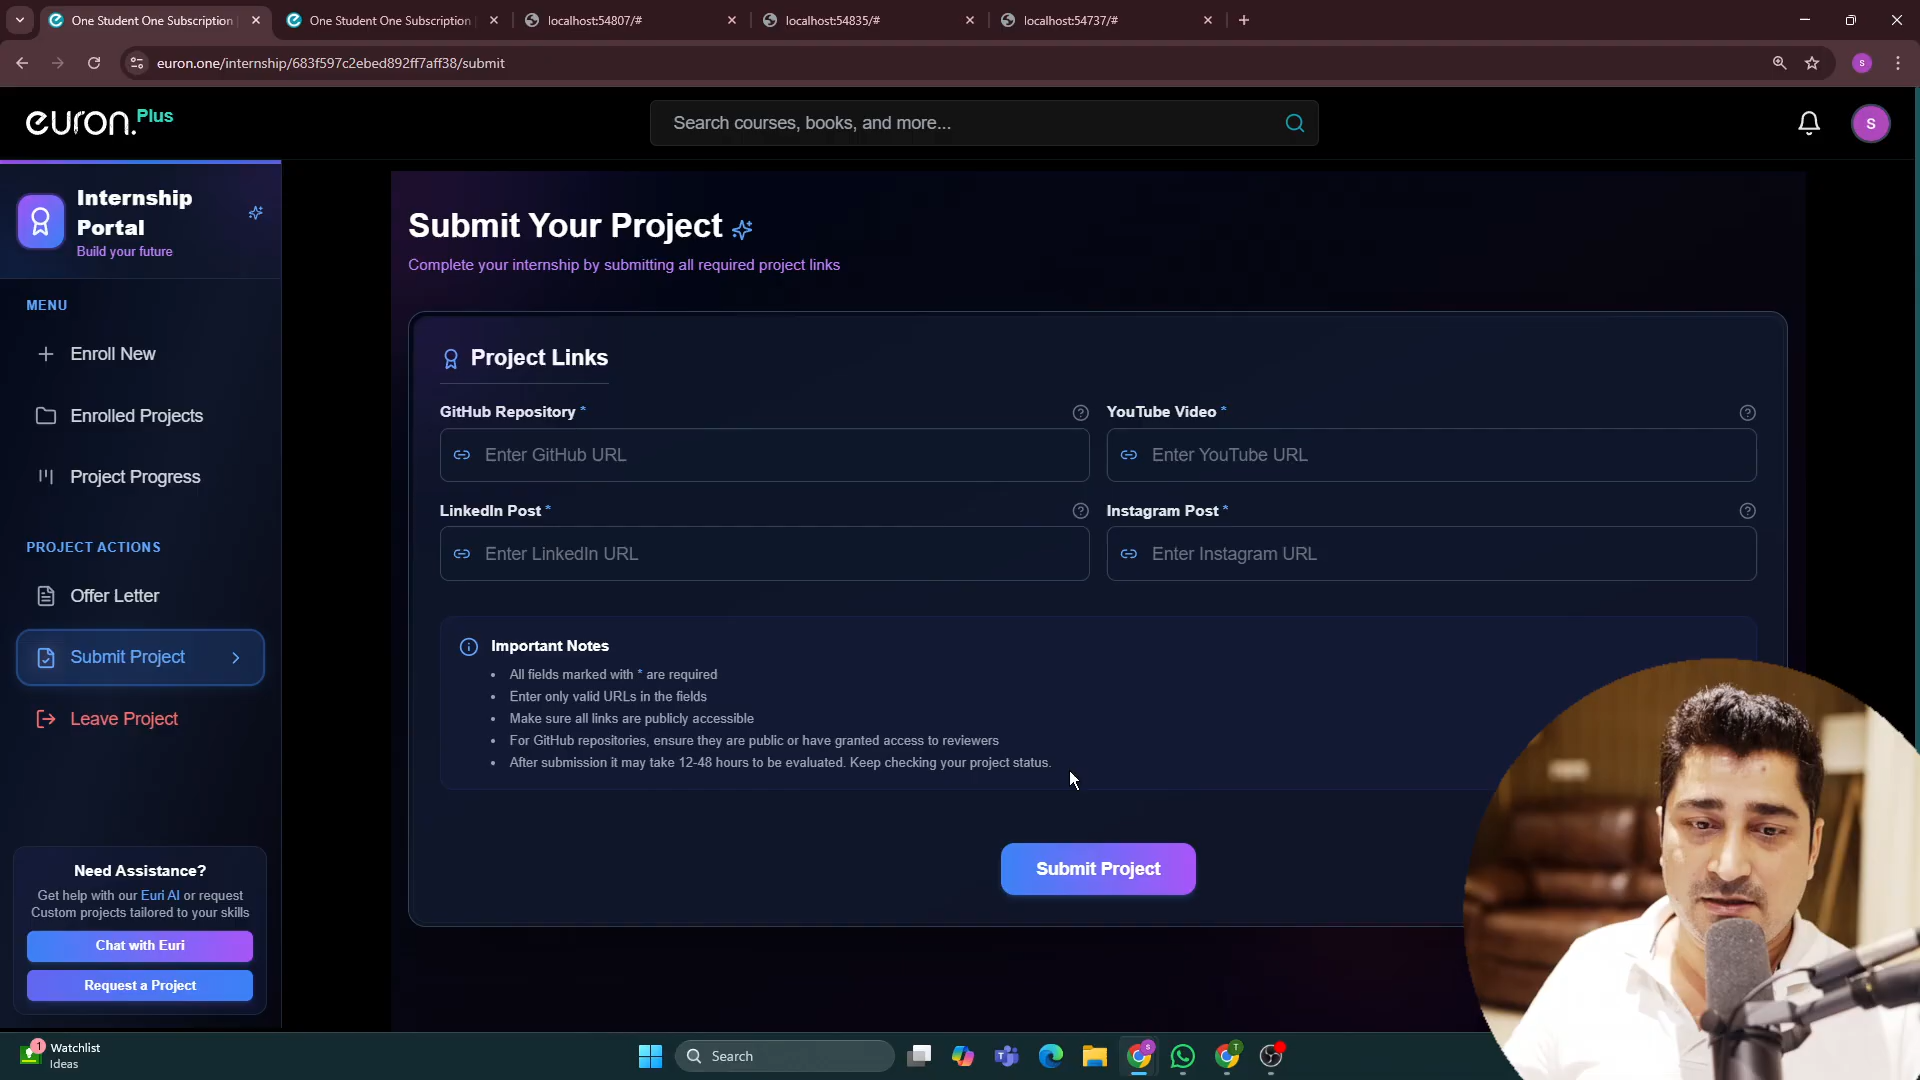 One Student One Subscription
One Student One Subscription
localhost:54807/#
localhost:54835/#
localhost:54737/#
euron.one/internship/683f597c2ebed892ff7aff38/submit
S
euron.Plus
Search courses, books, and more...
S
Internship
Portal
Build your future
MENU
Enroll New
Enrolled Projects
Project Progress
PROJECT ACTIONS
Offer Letter
Submit Project
Leave Project
Need Assistance?
Get help with our Euri AI or request
Custom projects tailored to your skills
Chat with Euri
Request a Project
Submit Your Project
Complete your internship by submitting all required project links
Project Links
GitHub Repository *
Enter GitHub URL
YouTube Video *
Enter YouTube URL
LinkedIn Post *
Enter LinkedIn URL
Instagram Post *
Enter Instagram URL
Important Notes
• All fields marked with * are required
• Enter only valid URLs in the fields
• Make sure all links are publicly accessible
• For GitHub repositories, ensure they are public or have granted access to reviewers
• After submission it may take 12-48 hours to be evaluated. Keep checking your project status.
Submit Project
1
Watchlist
Ideas
Search
T
S
T